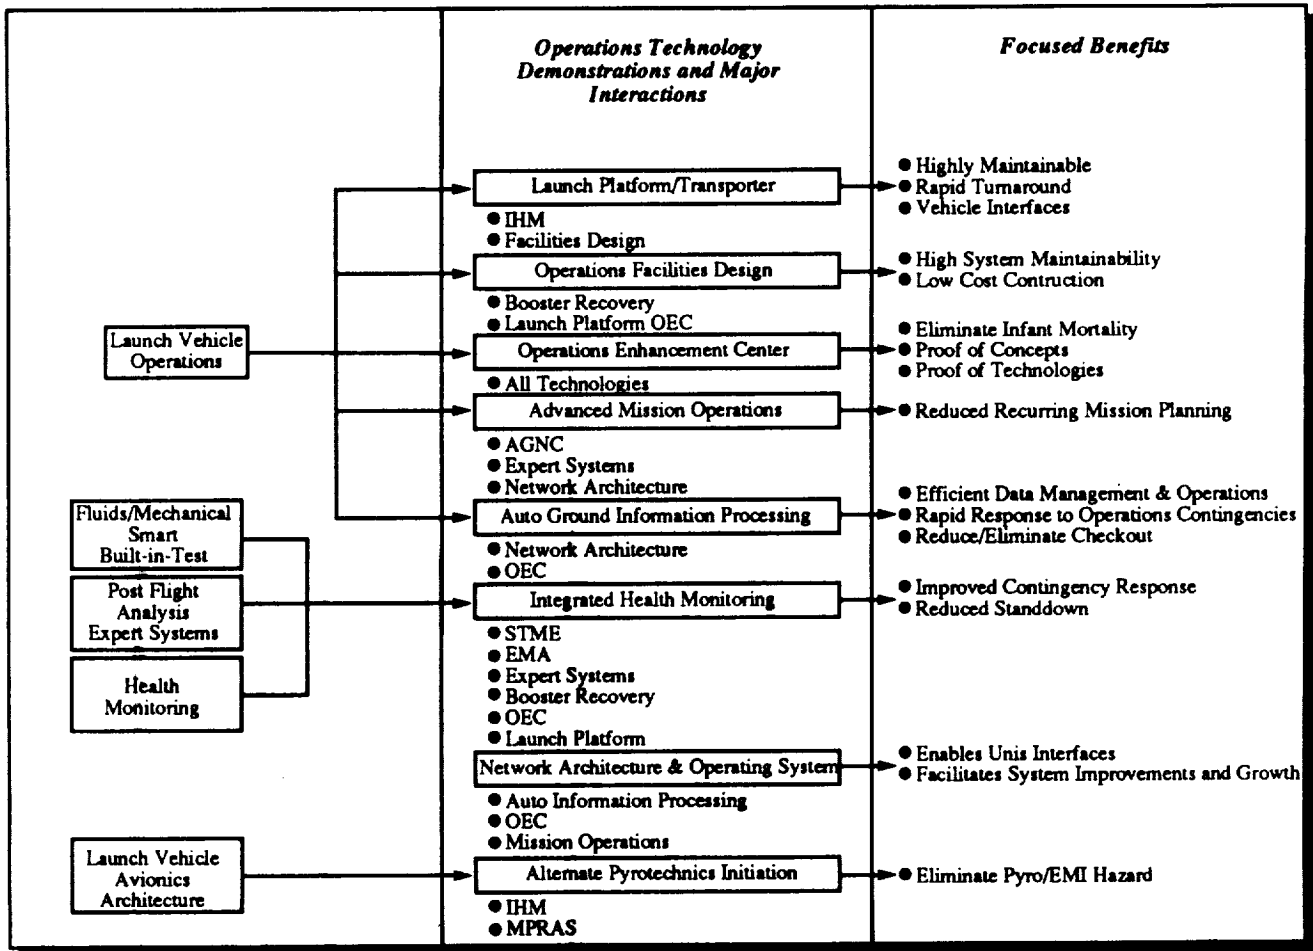 Operations Technology
Demonstrations and Major
Interactions
Focused Benefits
Launch Vehicle
Operations
Fluids/Mechanical
Smart
Built-in-Test
Post Flight
Analysis
Expert Systems
Health
Monitoring
Launch Vehicle
Avionics
Architecture
Launch Platform/Transporter
● IHM
● Facilities Design
Operations Facilities Design
● Booster Recovery
● Launch Platform OEC
Operations Enhancement Center
● All Technologies
Advanced Mission Operations
● AGNC
● Expert Systems
● Network Architecture
Auto Ground Information Processing
● Network Architecture
● OEC
Integrated Health Monitoring
● STME
● EMA
● Expert Systems
● Booster Recovery
● OEC
● Launch Platform
Network Architecture & Operating System
● Auto Information Processing
● OEC
● Mission Operations
Alternate Pyrotechnics Initiation
● IHM
● MPRAS
● Highly Maintainable
● Rapid Turnaround
● Vehicle Interfaces
● High System Maintainability
● Low Cost Contruction
● Eliminate Infant Mortality
● Proof of Concepts
● Proof of Technologies
● Reduced Recurring Mission Planning
● Efficient Data Management & Operations
● Rapid Response to Operations Contingencies
● Reduce/Eliminate Checkout
● Improved Contingency Response
● Reduced Standdown
● Enables Unis Interfaces
● Facilitates System Improvements and Growth
● Eliminate Pyro/EMI Hazard